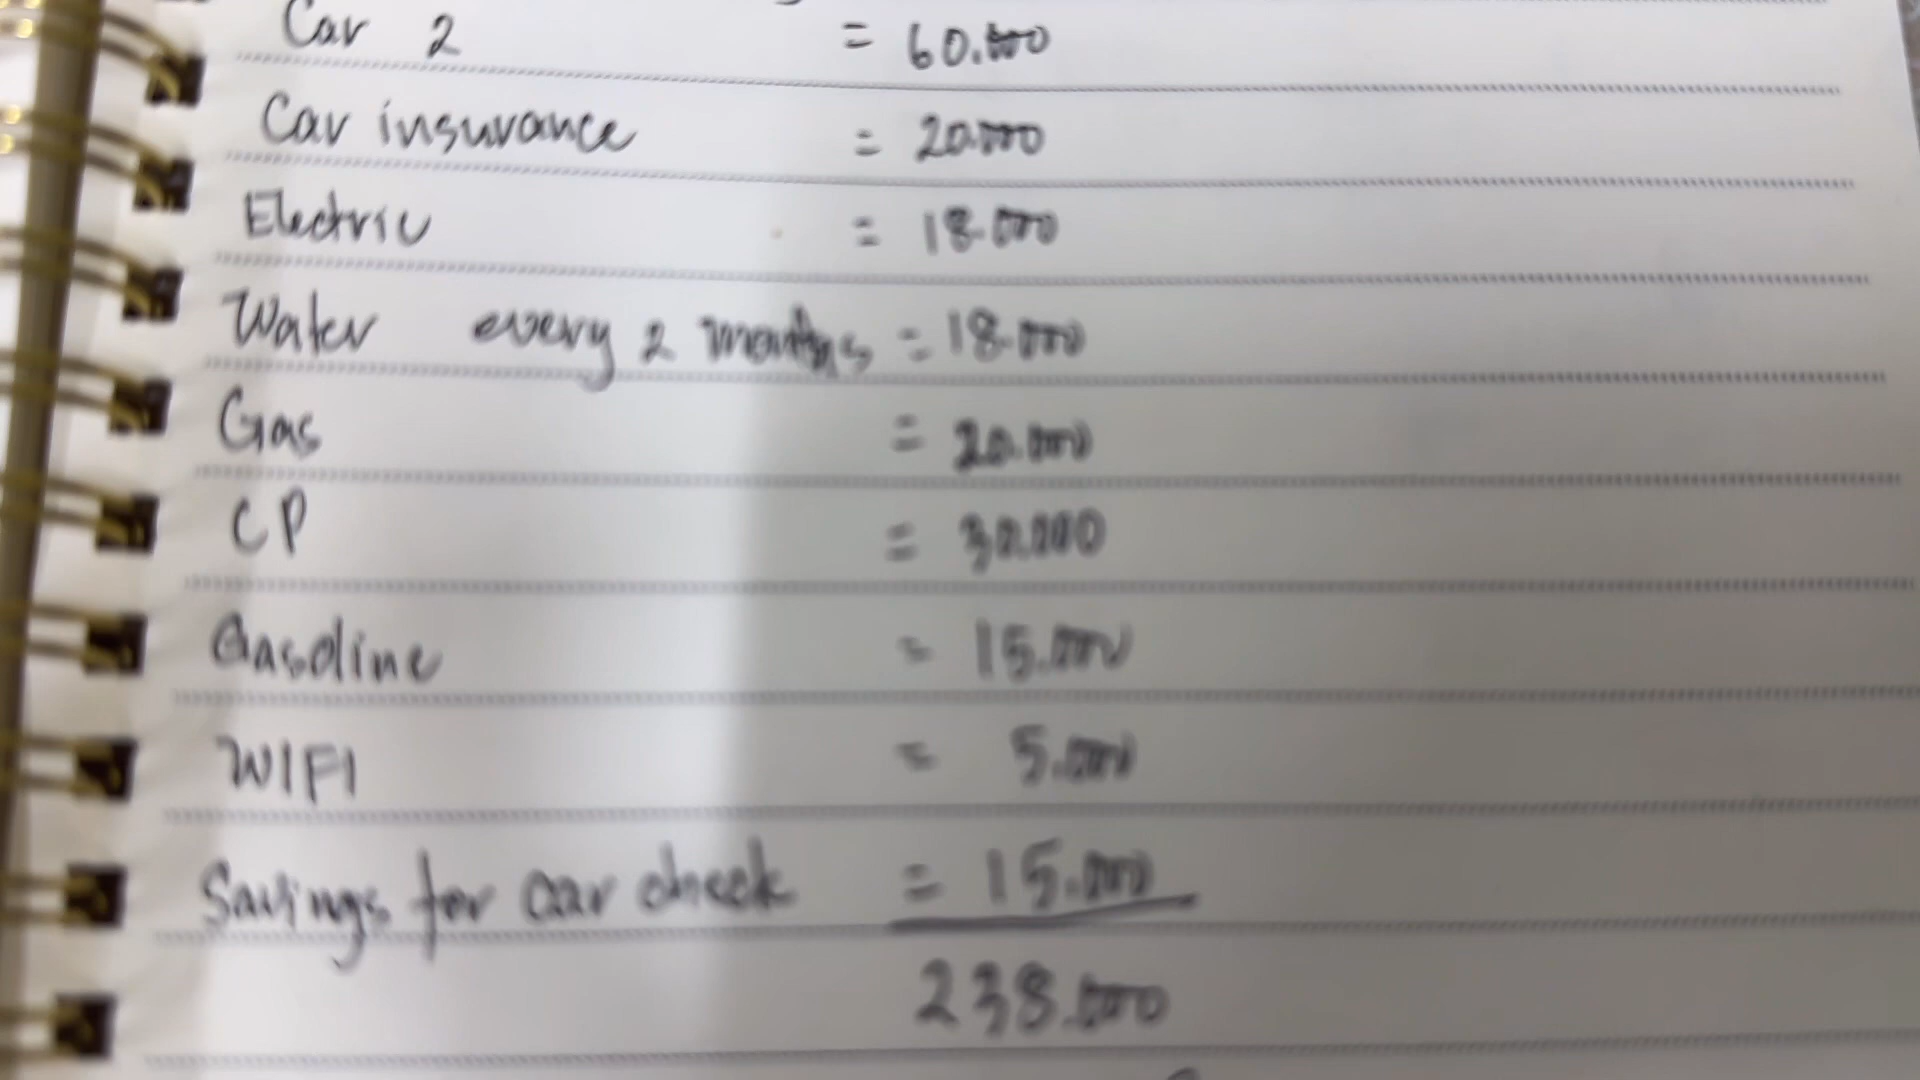 Car 2 = 60.000
Car insurance = 20.000
Electric = 18.000
Water every 2 months = 18.000
Gas = 20.000
CP = 30.000
Gasoline = 15.000
WIFI = 5.000
Savings for car check = 15.000
238.000